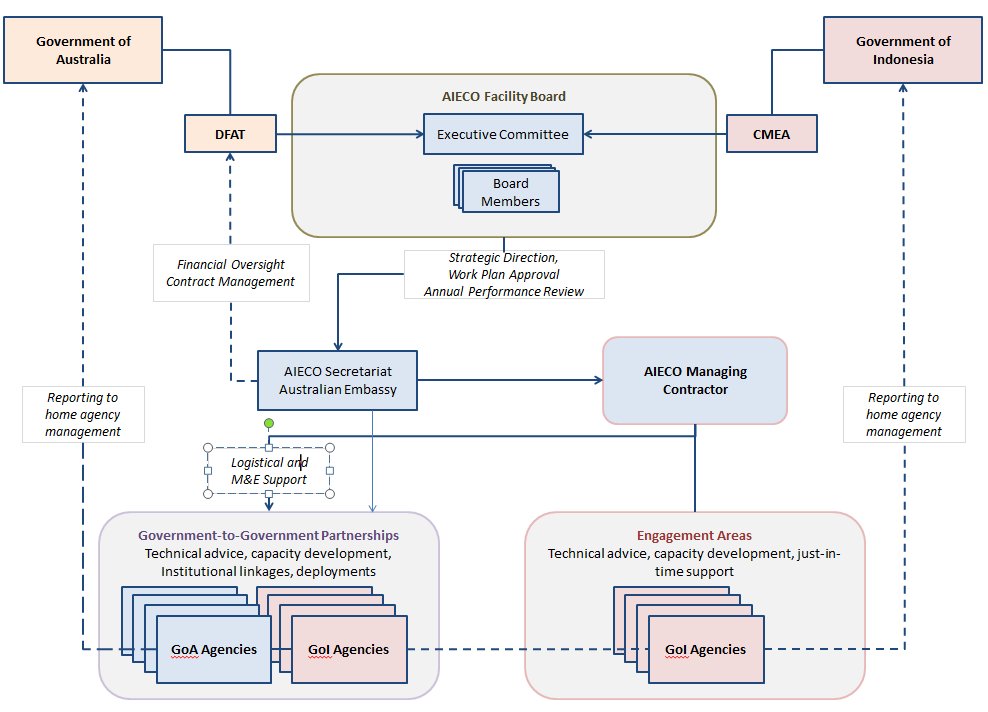 Government of
Australia
Government of
Indonesia
AIECO Facility Board
DFAT
Executive Committee
CMEA
Board
Members
Financial Oversight
Contract Management
Strategic Direction,
Work Plan Approval
Annual Performance Review
AIECO Secretariat
Australian Embassy
AIECO Managing
Contractor
Reporting to
home agency
management
Reporting to
home agency
management
Logistical and
M&E Support
Government-to-Government Partnerships
Technical advice, capacity development,
Institutional linkages, deployments
GoA Agencies
GoI Agencies
Engagement Areas
Technical advice, capacity development, just-in-
time support
GoI Agencies